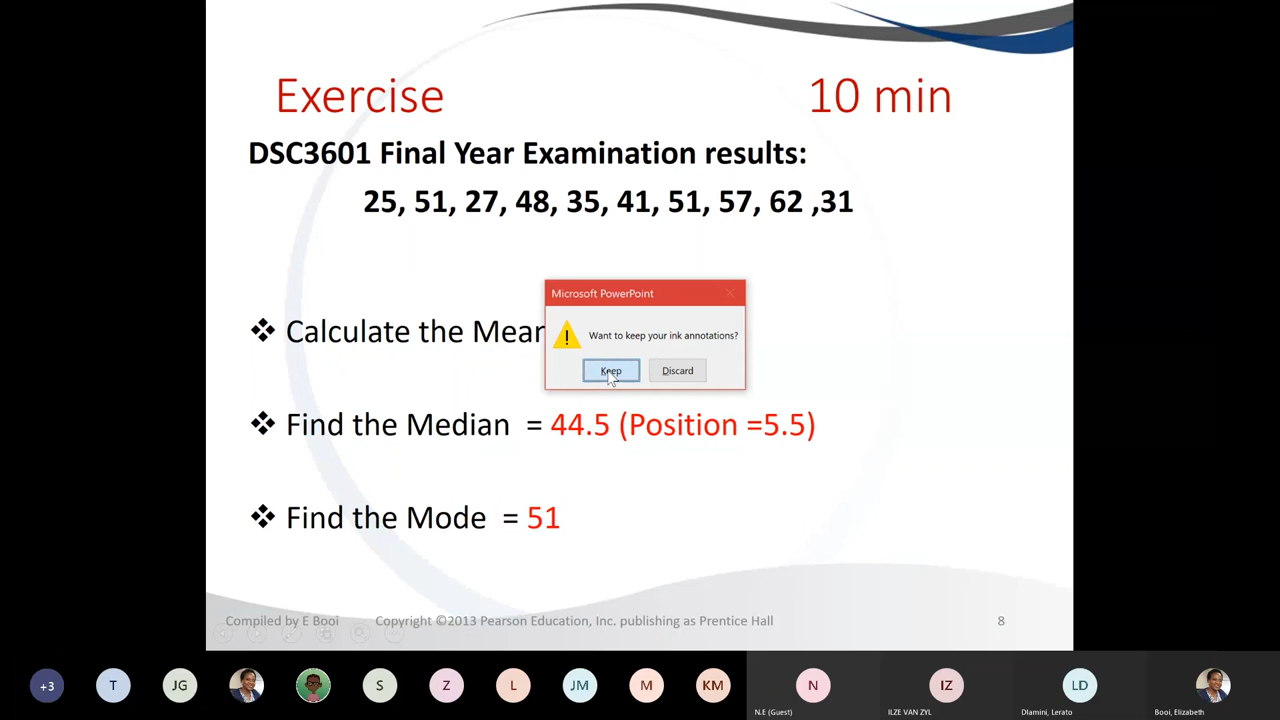 Exercise 10 min
DSC3601 Final Year Examination results:
25, 51, 27, 48, 35, 41, 51, 57, 62 ,31
Microsoft PowerPoint
Want to keep your ink annotations?
Keep Discard
❖ Calculate the Mean
❖ Find the Median = 44.5 (Position =5.5)
❖ Find the Mode = 51
Compiled by E Booi Copyright ©2013 Pearson Education, Inc. publishing as Prentice Hall 8
+3 T JG S Z L JM M KM N IZ LD
N.E (Guest) ILZE VAN ZYL Dlamini, Lerato Booi, Elizabeth